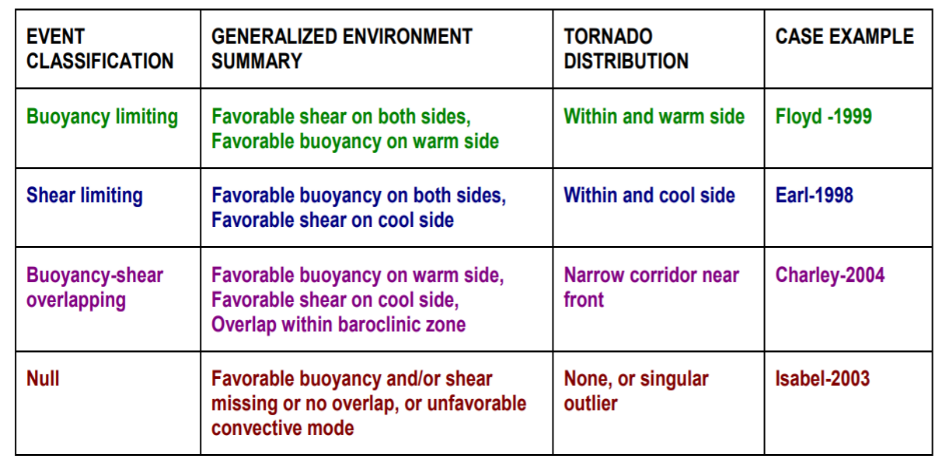 EVENT
CLASSIFICATION
GENERALIZED ENVIRONMENT
SUMMARY
TORNADO
DISTRIBUTION
CASE EXAMPLE
Buoyancy limiting
Favorable shear on both sides,
Favorable buoyancy on warm side
Within and warm side
Floyd -1999
Shear limiting
Favorable buoyancy on both sides,
Favorable shear on cool side
Within and cool side
Earl-1998
Buoyancy-shear
overlapping
Favorable buoyancy on warm side,
Favorable shear on cool side,
Overlap within baroclinic zone
Narrow corridor near
front
Charley-2004
Null
Favorable buoyancy and/or shear
missing or no overlap, or unfavorable
convective mode
None, or singular
outlier
Isabel-2003